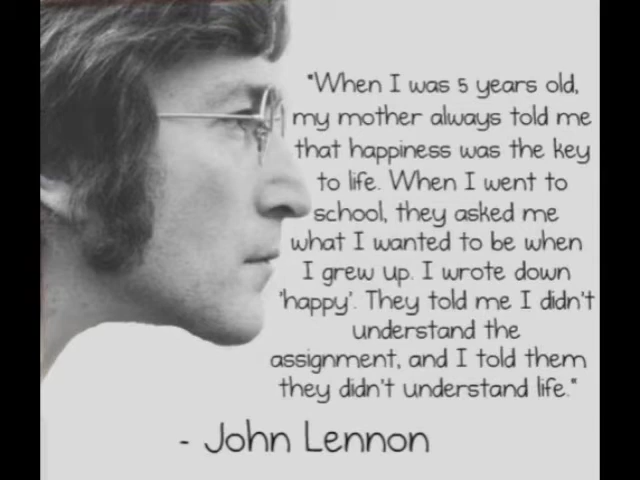 "When I was 5 years old,
my mother always told me
that happiness was the key
to life. When I went to
school, they asked me
what I wanted to be when
I grew up. I wrote down
'happy'. They told me I didn't
understand the
assignment, and I told them
they didn't understand life."
- John Lennon